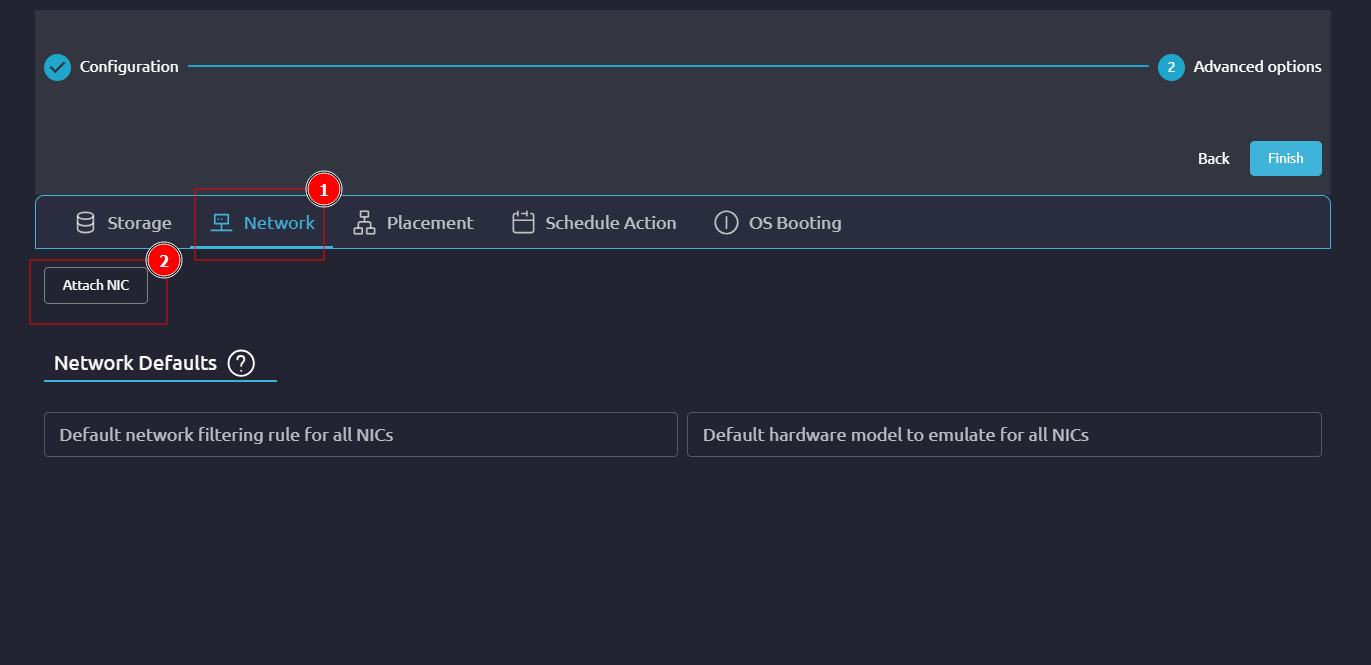 Configuration
2 Advanced options
Back Finish
1
Storage Network Placement Schedule Action OS Booting
2
Attach NIC
Network Defaults ?
Default network filtering rule for all NICs Default hardware model to emulate for all NICs